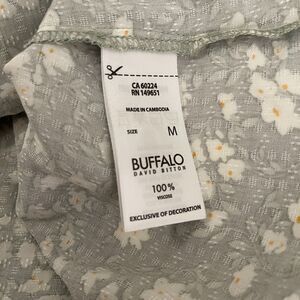 CA 60224
RN 149651
MADE IN CAMBODIA
SIZE M
BUFFALO
DAVID BITTON
100%
VISCOSE
EXCLUSIVE OF DECORATION